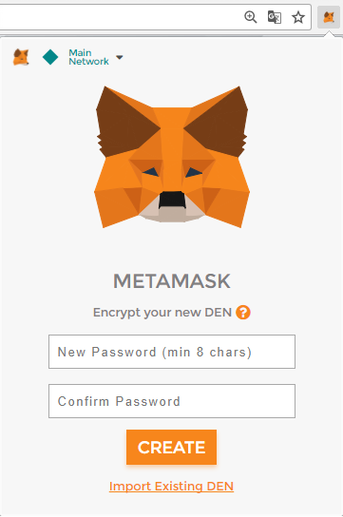 Main
Network
METAMASK
Encrypt your new DEN ?
New Password (min 8 chars)
Confirm Password
CREATE
Import Existing DEN